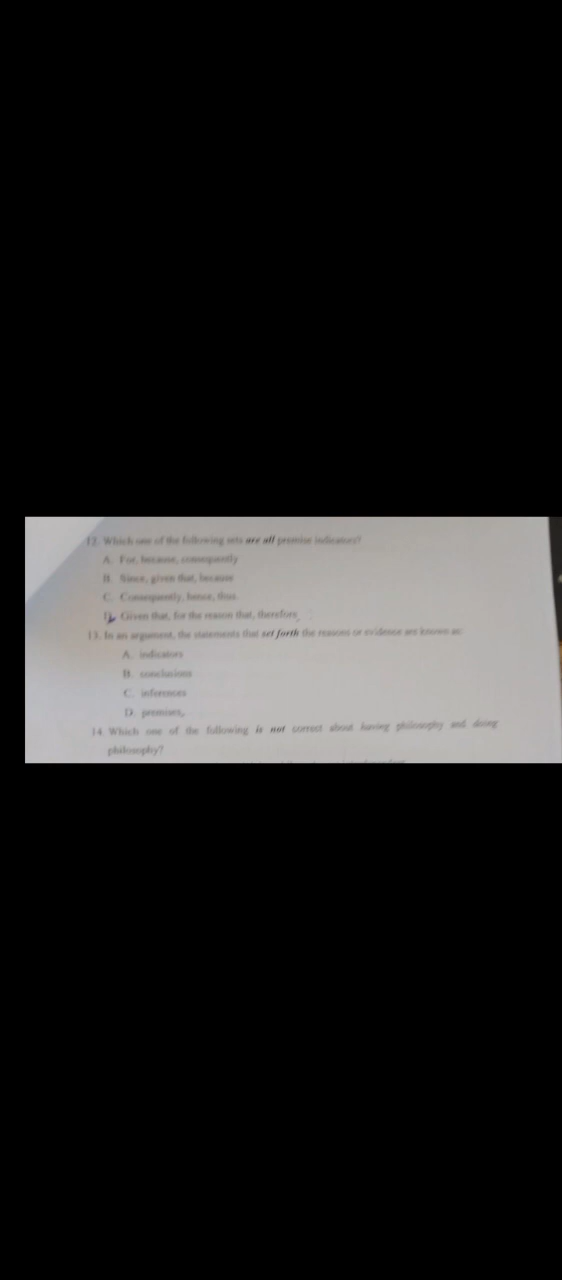 12. Which one of the following sets are all premise indicators?
A. For, because, consequently
B. Since, given that, because
C. Consequently, hence, thus
D. Given that, for the reason that, therefore
13. In an argument, the statements that set forth the reasons or evidence are known as:
A. indicators
B. conclusions
C. inferences
D. premises,
14. Which one of the following is not correct about having philosophy and doing
philosophy?